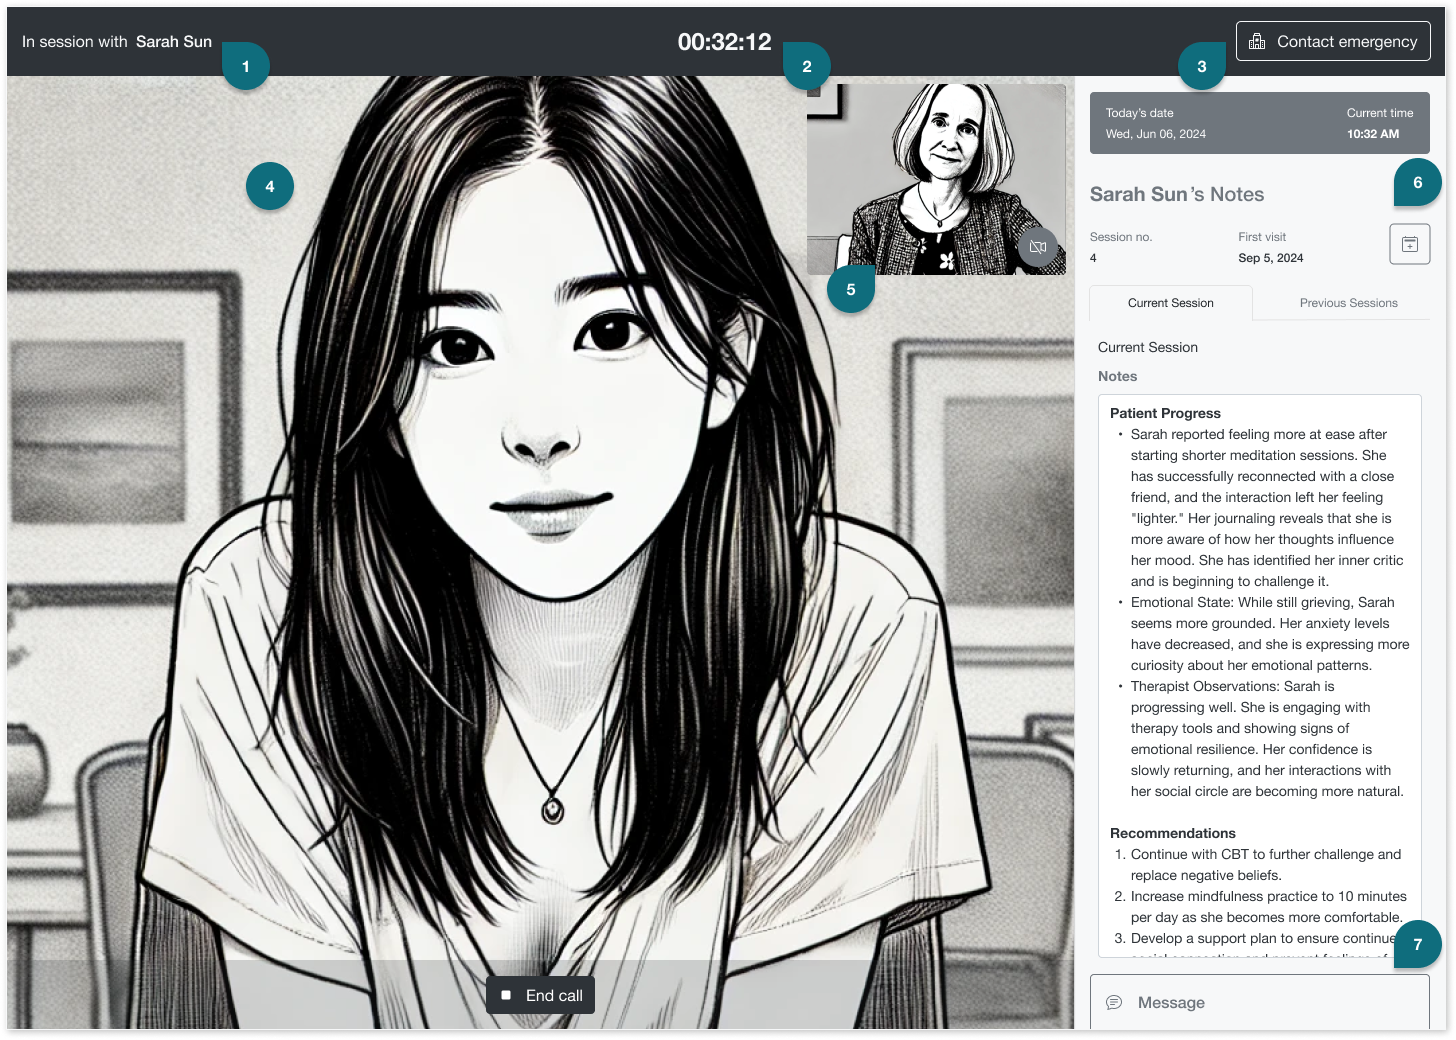 In session with Sarah Sun
1
00:32:12
2
3
Contact emergency
4
5
Today's date
Current time
Wed, Jun 06, 2024
10:32 AM
6
Sarah Sun's Notes
Session no.
First visit
4
Sep 5, 2024
Current Session
Previous Sessions
Current Session
Notes
Patient Progress
• Sarah reported feeling more at ease after
starting shorter meditation sessions. She
has successfully reconnected with a close
friend, and the interaction left her feeling
"lighter." Her journaling reveals that she is
more aware of how her thoughts influence
her mood. She has identified her inner critic
and is beginning to challenge it.
• Emotional State: While still grieving, Sarah
seems more grounded. Her anxiety levels
have decreased, and she is expressing more
curiosity about her emotional patterns.
• Therapist Observations: Sarah is
progressing well. She is engaging with
therapy tools and showing signs of
emotional resilience. Her confidence is
slowly returning, and her interactions with
her social circle are becoming more natural.
Recommendations
1. Continue with CBT to further challenge and
replace negative beliefs.
2. Increase mindfulness practice to 10 minutes
per day as she becomes more comfortable.
3. Develop a support plan to ensure continue
7
End call
Message